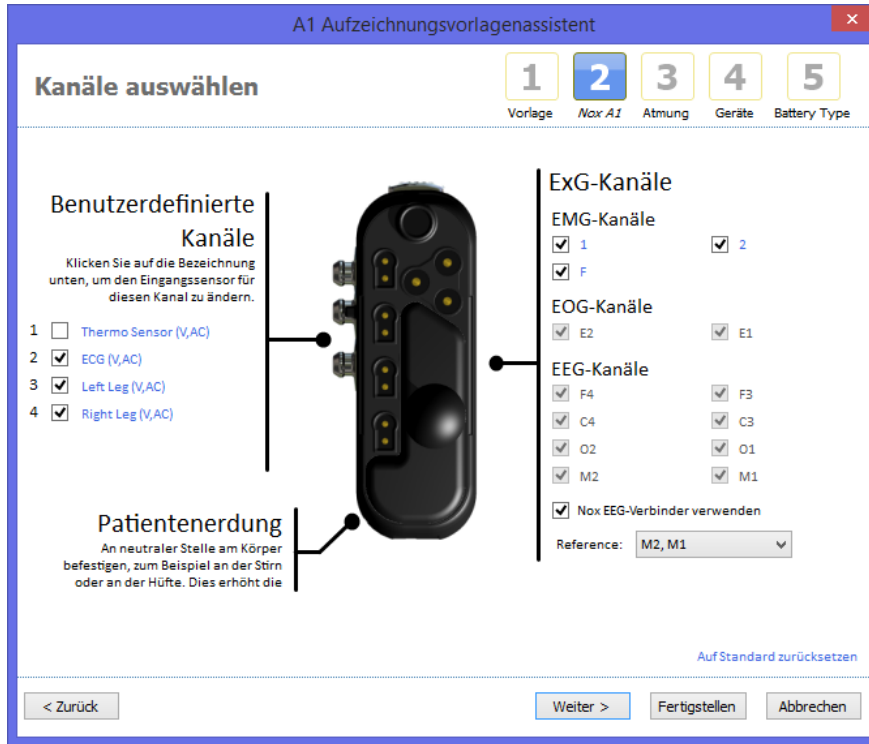 A1 Aufzeichnungsvorlagenassistent
Kanäle auswählen
1 2 3 4 5
Vorlage Nox A1 Atmung Geräte Battery Type
Benutzerdefinierte
Kanäle
Klicken Sie auf die Bezeichnung
unten, um den Eingangssensor für
diesen Kanal zu ändern.
1 Thermo Sensor (V,AC)
2 ECG (V,AC)
3 Left Leg (V,AC)
4 Right Leg (V,AC)
Patientenerdung
An neutraler Stelle am Körper
befestigen, zum Beispiel an der Stirn
oder an der Hüfte. Dies erhöht die
ExG-Kanäle
EMG-Kanäle
1 2
F
EOG-Kanäle
E2 E1
EEG-Kanäle
F4 F3
C4 C3
O2 O1
M2 M1
Nox EEG-Verbinder verwenden
Reference: M2, M1
Auf Standard zurücksetzen
< Zurück Weiter > Fertigstellen Abbrechen